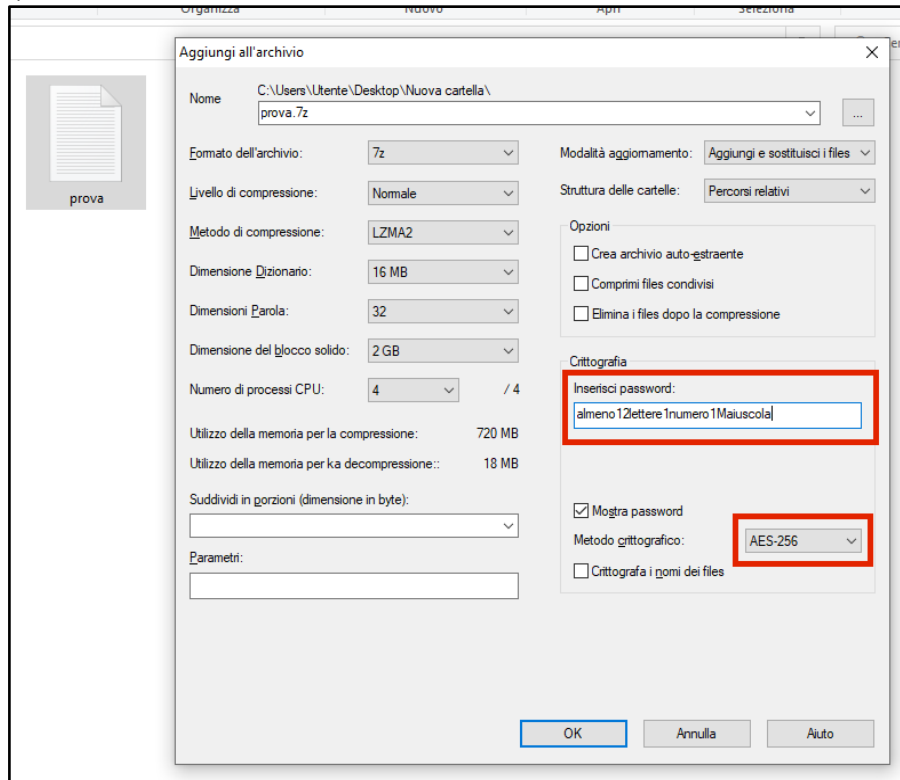 Organizza Nuovo Apri Seleziona
Aggiungi all'archivio
prova
Nome C:\Users\Utente\Desktop\Nuova cartella\
prova.7z ...
Formato dell'archivio: 7z
Livello di compressione: Normale
Metodo di compressione: LZMA2
Dimensione Dizionario: 16 MB
Dimensioni Parola: 32
Dimensione del blocco solido: 2 GB
Numero di processi CPU: 4 / 4
Utilizzo della memoria per la compressione: 720 MB
Utilizzo della memoria per ka decompressione:: 18 MB
Suddividi in porzioni (dimensione in byte):
Parametri:
Modalità aggiornamento: Aggiungi e sostituisci i files
Struttura delle cartelle: Percorsi relativi
Opzioni
Crea archivio auto-estraente
Comprimi files condivisi
Elimina i files dopo la compressione
Crittografia
Inserisci password:
almeno12lettere1numero1Maiuscola
Mostra password
Metodo crittografico: AES-256
Crittografa i nomi dei files
OK Annulla Aiuto